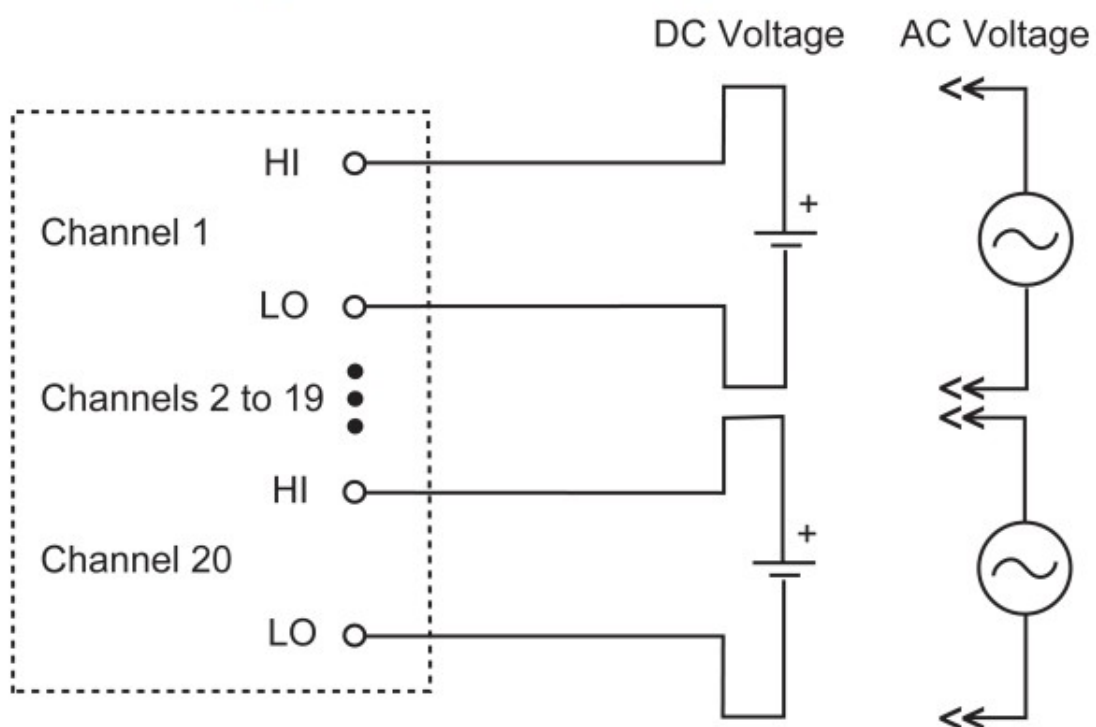 DC Voltage AC Voltage
HI
+
Channel 1
LO
Channels 2 to 19
HI
+
Channel 20
LO